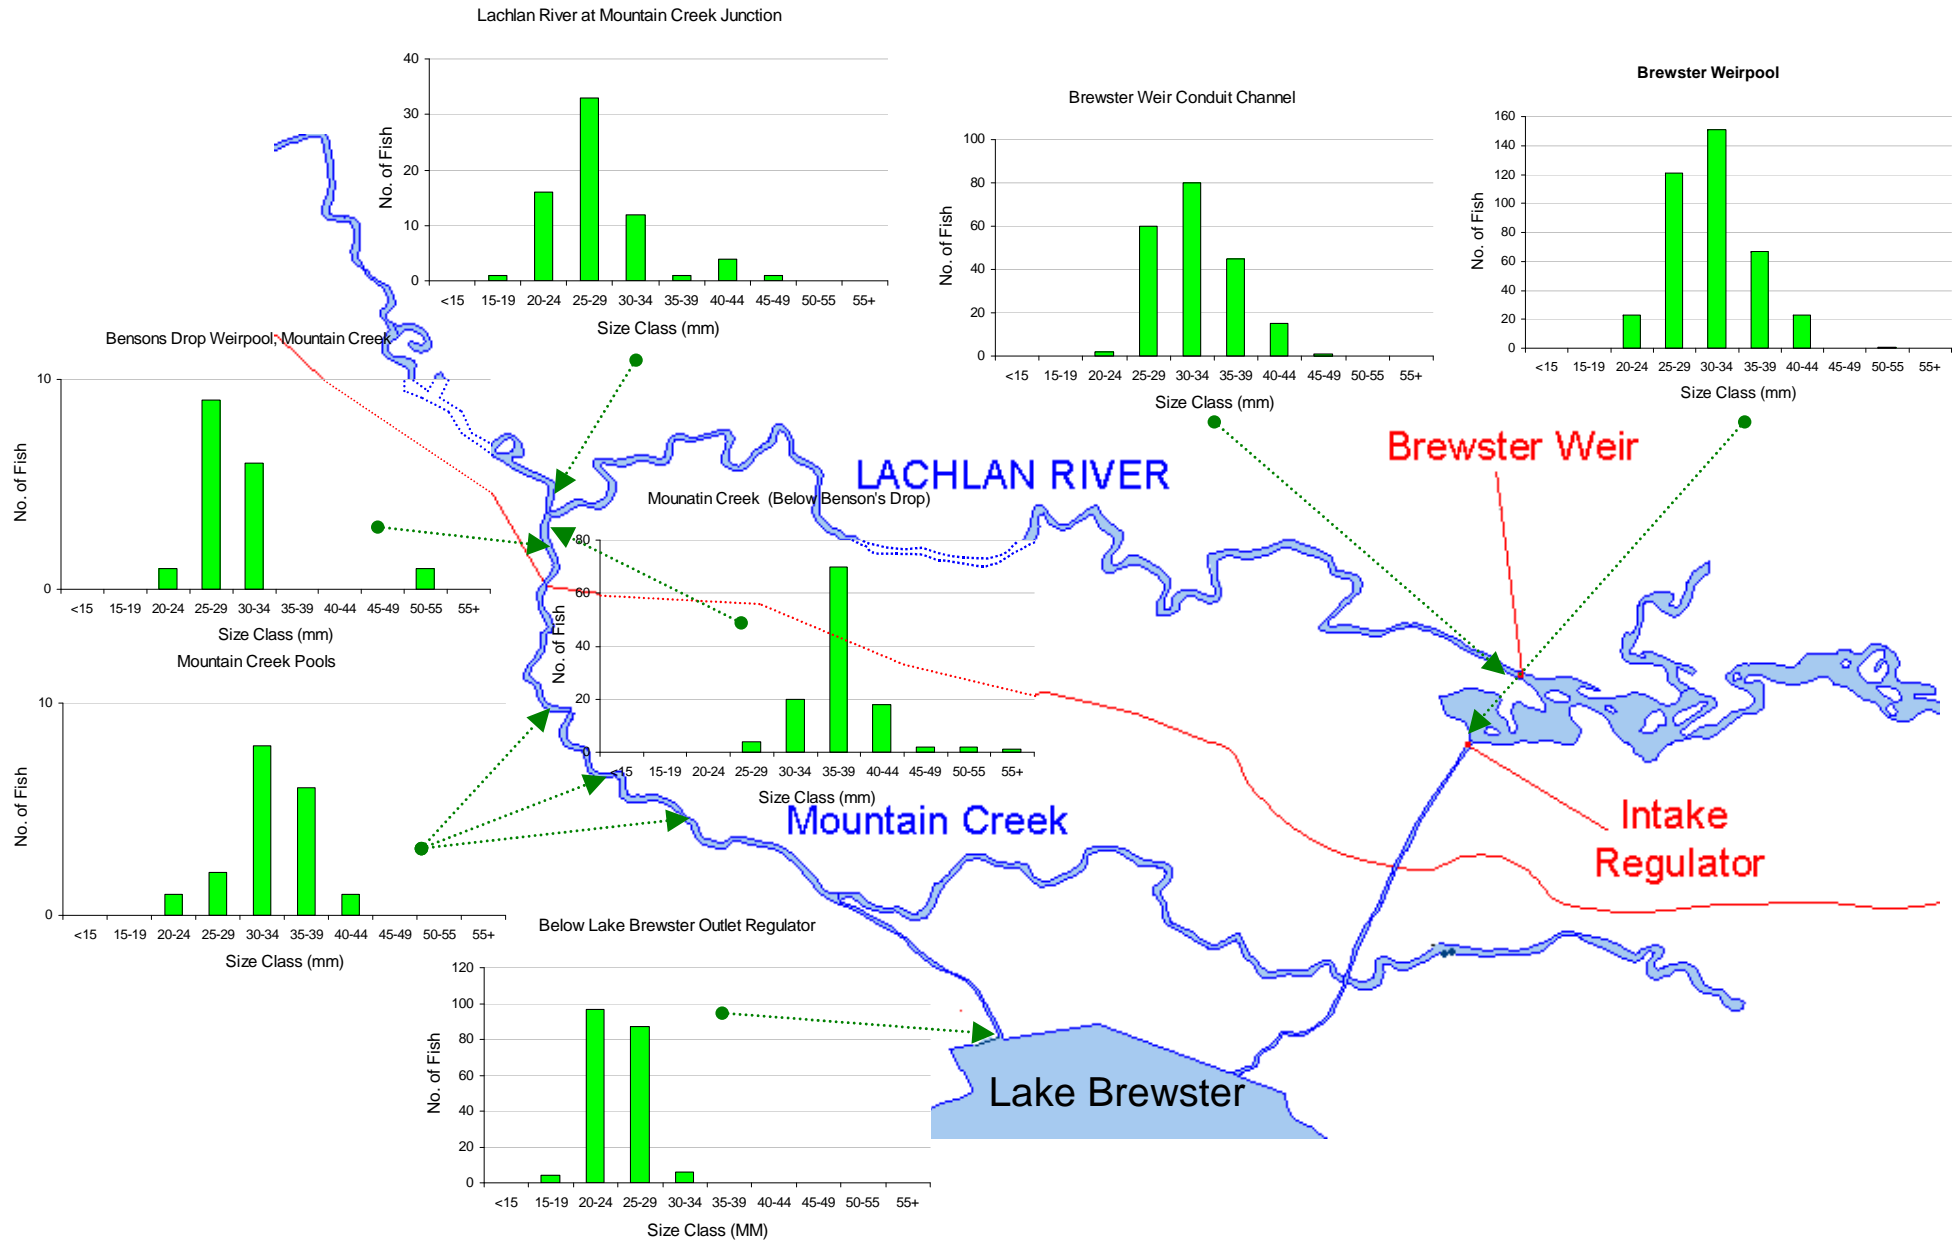 Lachlan River at Mountain Creek Junction
40
30
20
10
0
No. of Fish
<15 15-19 20-24 25-29 30-34 35-39 40-44 45-49 50-55 55+
Size Class (mm)
Brewster Weir Conduit Channel
100
80
60
40
20
0
No. of Fish
<15 15-19 20-24 25-29 30-34 35-39 40-44 45-49 50-55 55+
Size Class (mm)
Brewster Weirpool
160
140
120
100
80
60
40
20
0
No. of Fish
<15 15-19 20-24 25-29 30-34 35-39 40-44 45-49 50-55 55+
Size Class (mm)
Bensons Drop Weirpool, Mountain Creek
10
0
No. of Fish
<15 15-19 20-24 25-29 30-34 35-39 40-44 45-49 50-55 55+
Size Class (mm)
LACHLAN RIVER
Brewster Weir
Mounatin Creek (Below Benson's Drop)
80
60
40
20
0
No. of Fish
<15 15-19 20-24 25-29 30-34 35-39 40-44 45-49 50-55 55+
Size Class (mm)
Mountain Creek Pools
10
0
No. of Fish
<15 15-19 20-24 25-29 30-34 35-39 40-44 45-49 50-55 55+
Size Class (mm)
Mountain Creek
Intake
Regulator
Below Lake Brewster Outlet Regulator
120
100
80
60
40
20
0
No. of Fish
<15 15-19 20-24 25-29 30-34 35-39 40-44 45-49 50-55 55+
Size Class (MM)
Lake Brewster